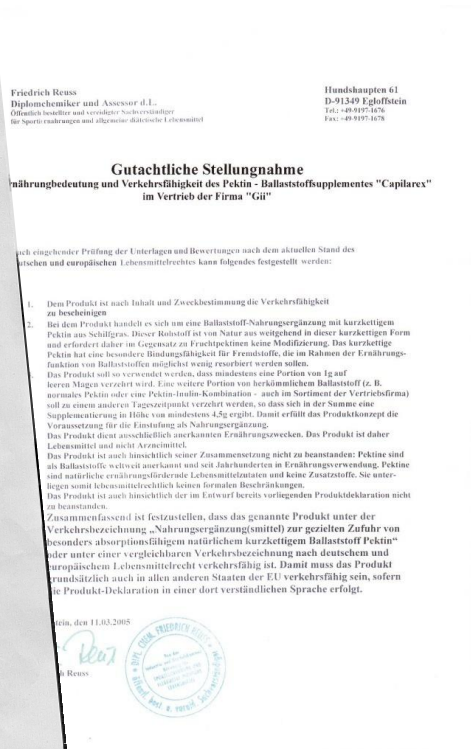 Friedrich Reuss
Diplomchemiker und Assessor d.L.
Öffentlich bestellter und vereidigter Sachverständiger
für Sportlernahrungen und allgemeine diätetische Lebensmittel
Hundshaupten 61
D-91349 Egloffstein
Tel.: +49-9197-1676
Fax: +49-9197-1678
Gutachtliche Stellungnahme
rnährungbedeutung und Verkehrsfähigkeit des Pektin - Ballaststoffsupplementes "Capilarex"
im Vertrieb der Firma "Gii"
ach eingehender Prüfung der Unterlagen und Bewertungen nach dem aktuellen Stand des
utschen und europäischen Lebensmittelrechtes kann folgendes festgestellt werden:
1. Dem Produkt ist nach Inhalt und Zweckbestimmung die Verkehrsfähigkeit
zu bescheinigen
2. Bei dem Produkt handelt es sich um eine Ballaststoff-Nahrungsergänzung mit kurzkettigem
Pektin aus Schilfgras. Dieser Rohstoff ist von Natur aus weitgehend in dieser kurzkettigen Form
und erfordert daher im Gegensatz zu Fruchtpektinen keine Modifizierung. Das kurzkettige
Pektin hat eine besondere Bindungsfähigkeit für Fremdstoffe, die im Rahmen der Ernährungs-
funktion von Ballaststoffen möglichst wenig resorbiert werden sollen.
Das Produkt soll so verwendet werden, dass mindestens eine Portion von 1g auf
leeren Magen verzehrt wird. Eine weitere Portion von herkömmlichem Ballaststoff (z. B.
normales Pektin oder eine Pektin-Inulin-Kombination - auch im Sortiment der Vertriebsfirma)
soll zu einem anderen Tageszeitpunkt verzehrt werden, so dass sich in der Summe eine
Supplementierung in Höhe von mindestens 4,5g ergibt. Damit erfüllt das Produktkonzept die
Voraussetzung für die Einstufung als Nahrungsergänzung.
Das Produkt dient ausschließlich anerkannten Ernährungszwecken. Das Produkt ist daher
Lebensmittel und nicht Arzneimittel.
Das Produkt ist auch hinsichtlich seiner Zusammensetzung nicht zu beanstanden: Pektine sind
als Ballaststoffe weltweit anerkannt und seit Jahrhunderten in Ernährungsverwendung. Pektine
sind natürliche ernährungsfördernde Lebensmittelzutaten und keine Zusatzstoffe. Sie unter-
liegen somit lebensmittelrechtlich keinen formalen Beschränkungen.
Das Produkt ist auch hinsichtlich der im Entwurf bereits vorliegenden Produktdeklaration nicht
zu beanstanden.
Zusammenfassend ist festzustellen, dass das genannte Produkt unter der
Verkehrsbezeichnung „Nahrungsergänzung(smittel) zur gezielten Zufuhr von
besonders absorptionsfähigem natürlichem kurzkettigem Ballaststoff Pektin“
oder unter einer vergleichbaren Verkehrsbezeichnung nach deutschem und
europäischem Lebensmittelrecht verkehrsfähig ist. Damit muss das Produkt
grundsätzlich auch in allen anderen Staaten der EU verkehrsfähig sein, sofern
ie Produkt-Deklaration in einer dort verständlichen Sprache erfolgt.
tein, den 11.03.2005
Reuss
h Reuss
DIPL. CHEM. FRIEDRICH REUSS